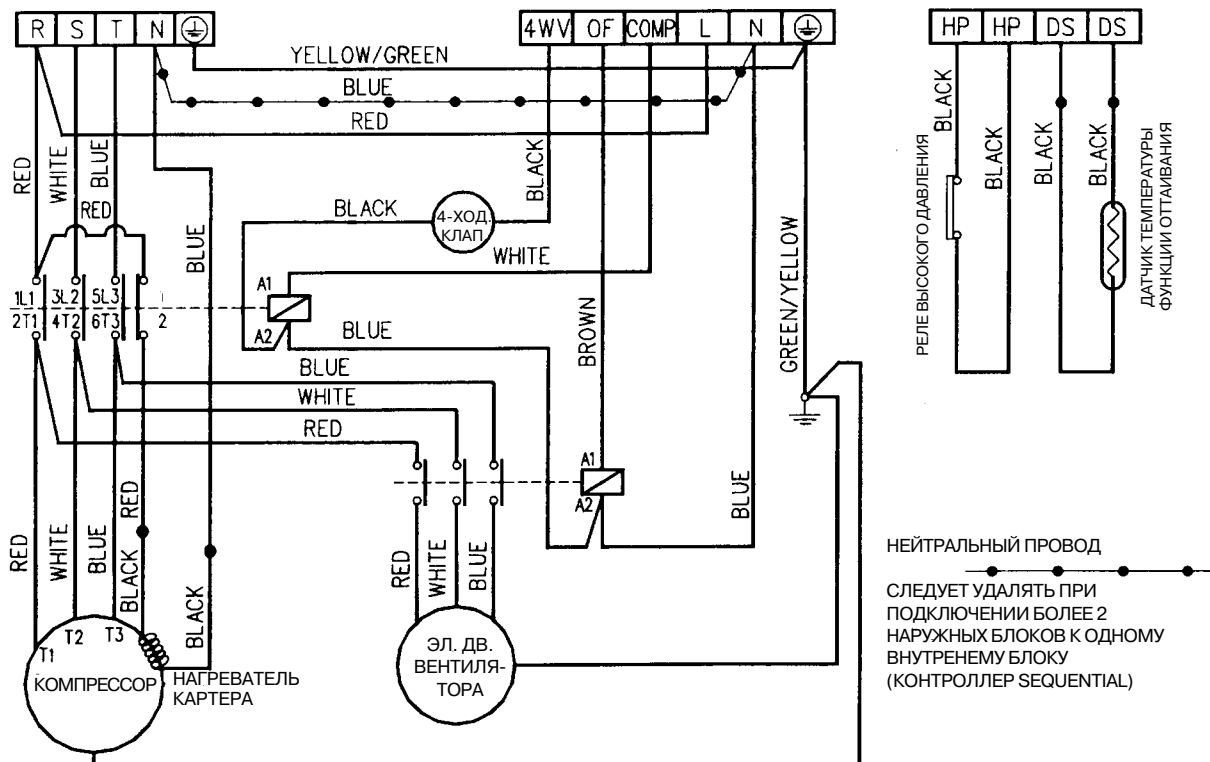 R S T N
4WV OF COMP L N
HP HP DS DS
YELLOW/GREEN
BLUE
RED
RED
WHITE
BLUE
RED
BLUE
BLACK
BLACK
4-ХОД.
КЛАП
WHITE
1L1 3L2 5L3 1
2T1 4T2 6T3 2
A1
A2
BLUE
BROWN
GREEN/YELLOW
BLACK
BLACK
BLACK
BLACK
РЕЛЕ ВЫСОКОГО ДАВЛЕНИЯ
ДАТЧИК ТЕМПЕРАТУРЫ
ФУНКЦИИ ОТТАИВАНИЯ
BLUE
WHITE
RED
A1
A2
BLUE
RED
WHITE
BLUE
RED
BLACK
BLACK
RED
WHITE
BLUE
T1 T2 T3
КОМПРЕССОР
НАГРЕВАТЕЛЬ
КАРТЕРА
ЭЛ. ДВ.
ВЕНТИЛЯ-
ТОРА
НЕЙТРАЛЬНЫЙ ПРОВОД
СЛЕДУЕТ УДАЛЯТЬ ПРИ
ПОДКЛЮЧЕНИИ БОЛЕЕ 2
НАРУЖНЫХ БЛОКОВ К ОДНОМУ
ВНУТРЕНЕМУ БЛОКУ
(КОНТРОЛЛЕР SEQUENTIAL)